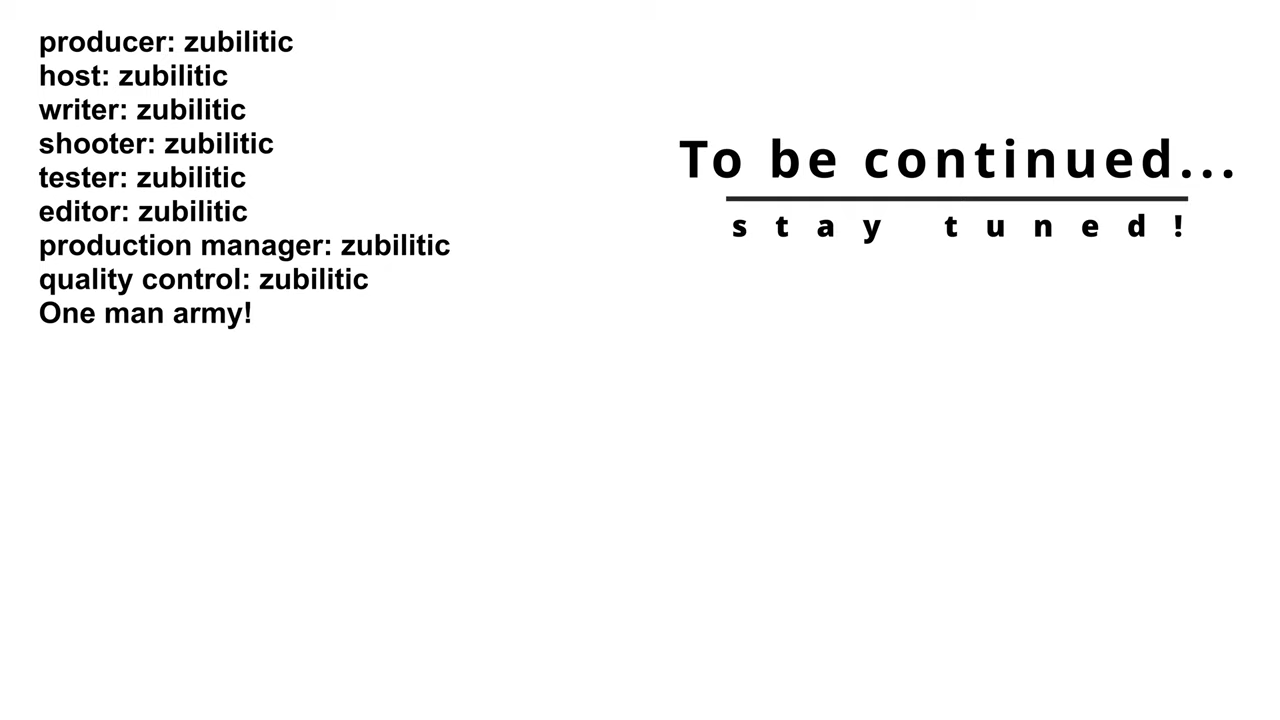 producer: zubilitic
host: zubilitic
writer: zubilitic
shooter: zubilitic
tester: zubilitic
editor: zubilitic
production manager: zubilitic
quality control: zubilitic
One man army!
To be continued...
stay tuned!